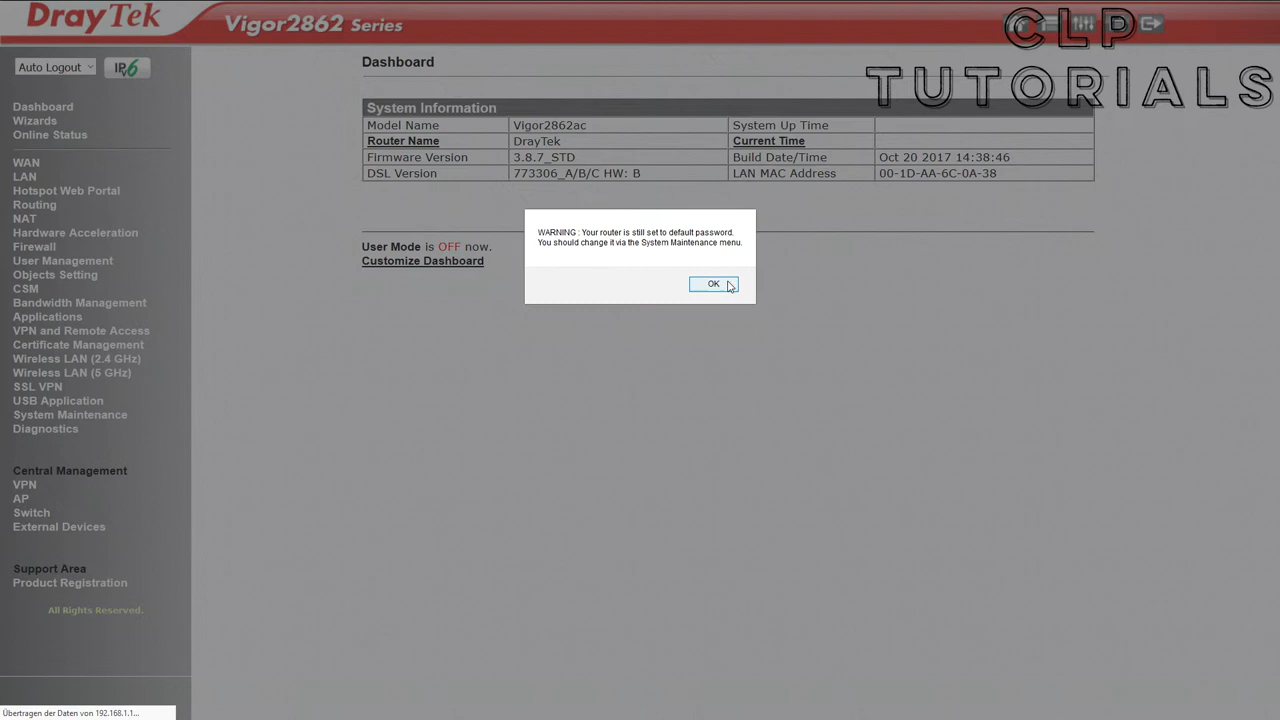 DrayTek
Vigor2862 Series
CLP
TUTORIALS
Auto Logout
IPv6
Dashboard
Wizards
Online Status
WAN
LAN
Hotspot Web Portal
Routing
NAT
Hardware Acceleration
Firewall
User Management
Objects Setting
CSM
Bandwidth Management
Applications
VPN and Remote Access
Certificate Management
Wireless LAN (2.4 GHz)
Wireless LAN (5 GHz)
SSL VPN
USB Application
System Maintenance
Diagnostics
Central Management
VPN
AP
Switch
External Devices
Support Area
Product Registration
All Rights Reserved.
Dashboard
System Information
Model Name Vigor2862ac System Up Time
Router Name DrayTek Current Time
Firmware Version 3.8.7_STD Build Date/Time Oct 20 2017 14:38:46
DSL Version 773306_A/B/C HW: B LAN MAC Address 00-1D-AA-6C-0A-38
User Mode is OFF now.
Customize Dashboard
WARNING : Your router is still set to default password.
You should change it via the System Maintenance menu.
OK
Übertragen der Daten von 192.168.1.1...